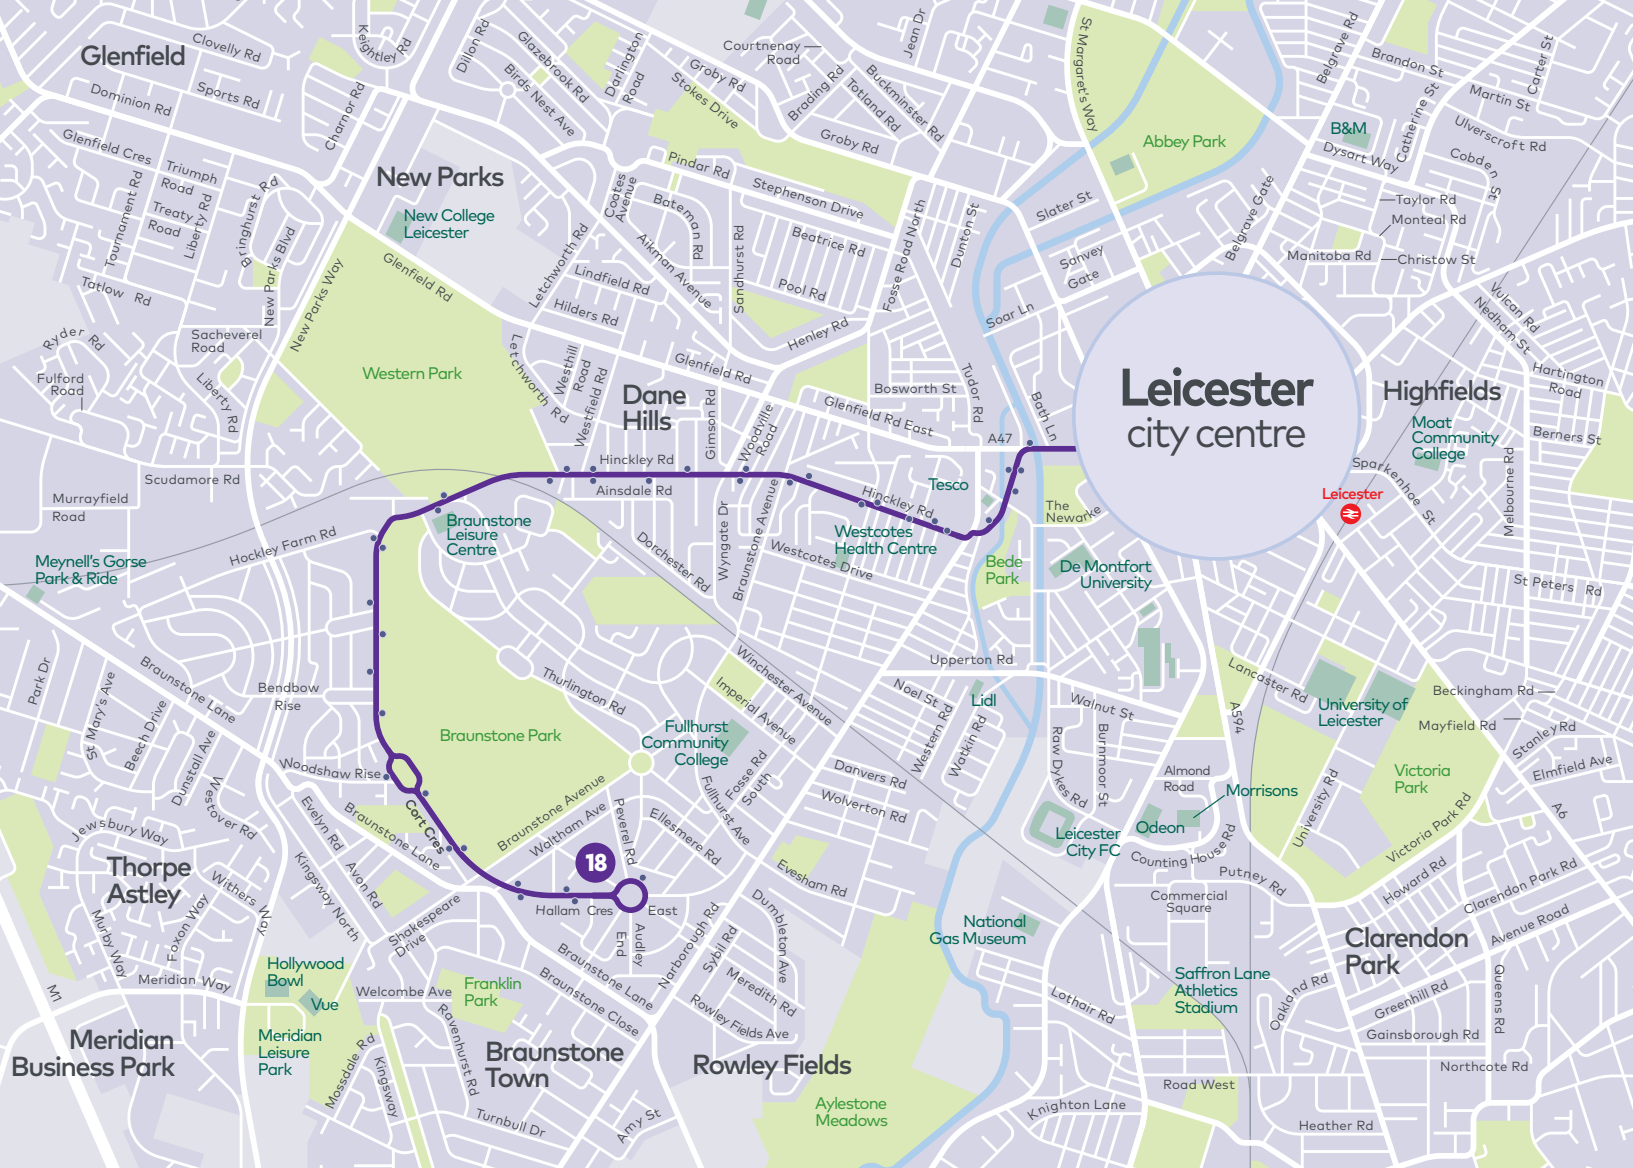 Glenfield
Clovelly Rd
Keightley Rd
Dominion Rd
Sports Rd
Charnor Rd
Dillon Rd
Glazebrook Rd
Birds Nest Ave
Darlington
Road
Groby Rd
Stokes Drive
Courtnenay
Road
Brading Rd
Totland Rd
Buckminster Rd
Groby Rd
Jean Dr
St Margaret's Way
Abbey Park
Belgrave Rd
Brandon St
Carter St
Martin St
B&M
Catherine St
Dysart Way
Ulverscroft Rd
Cobden St
Glenfield Cres
Triumph
Road
Treaty
Road
Tournament Rd
Liberty Rd
Bringhurst Rd
New Parks Blvd
Tatlow Rd
New Parks
New College
Leicester
Glenfield Rd
New Parks Way
Pindar Rd
Coates
Avenue
Bateman Rd
Stephenson Drive
Beatrice Rd
Sandhurst Rd
Aikman Avenue
Letchworth Rd
Lindfield Rd
Hilders Rd
Pool Rd
Henley Rd
Fosse Road North
Dunton St
Slater St
Sanvey
Gate
Soar Ln
Belgrave Gate
Taylor Rd
Monteal Rd
Manitoba Rd
Christow St
Vulcan Rd
Nedham St
Hartington
Road
Berners St
Ryder Rd
Sacheverel
Road
Fulford
Road
Liberty Rd
Western Park
Letchworth Rd
Westhill
Road
Westfield Rd
Dane
Hills
Glenfield Rd
Gimson Rd
Woodville
Road
Bosworth St
Glenfield Rd East
Tudor Rd
Bath Ln
A47
Leicester
city centre
Highfields
Moat
Community
College
Sparkenhoe St
Melbourne Rd
Leicester
Scudamore Rd
Murrayfield
Road
Hinckley Rd
Ainsdale Rd
Hinckley Rd
Tesco
The
Newarke
Braunstone
Leisure
Centre
Westcotes
Health Centre
Westcotes Drive
Wyngate Dr
Braunstone Avenue
Dorchester Rd
Bede
Park
De Montfort
University
St Peters Rd
Hockley Farm Rd
Meynell's Gorse
Park & Ride
Park Dr
St Mary's Ave
Beech Drive
Braunstone Lane
Dunstall Ave
Westover Rd
Bendbow
Rise
Woodshaw Rise
Braunstone Park
Thurlington Rd
Winchester Avenue
Imperial Avenue
Fullhurst
Community
College
Fosse Rd
South
Fullhurst Ave
Upperton Rd
Noel St
Western Rd
Watkin Rd
Lidl
Walnut St
Raw Dykes Rd
Burnmoor St
Lancaster Rd
A594
University of
Leicester
Beckingham Rd
Mayfield Rd
Stanley Rd
Elmfield Ave
A6
Victoria
Park
Victoria Park Rd
University Rd
Almond
Road
Morrisons
Odeon
Leicester
City FC
Counting House Rd
Putney Rd
Danvers Rd
Wolverton Rd
Evesham Rd
Cort Cres
Braunstone Lane
Evelyn Rd
Avon Rd
Kingsway North
Braunstone Avenue
Waltham Ave
Peverel Rd
Ellesmere Rd
18
Hallam Cres
East
Jewsbury Way
Thorpe
Astley
Withers Way
Foxon Way
Murby Way
Meridian Way
Shakespeare
Drive
Hollywood
Bowl
Vue
Welcombe Ave
Franklin
Park
Braunstone Lane
Braunstone Close
Audley
End
Narborough Rd
Sybil Rd
Meredith Rd
Rowley Fields Ave
Dumbleton Ave
National
Gas Museum
Commercial
Square
Howard Rd
Clarendon Park Rd
Avenue Road
Clarendon
Park
Saffron Lane
Athletics
Stadium
Oakland Rd
Greenhill Rd
Gainsborough Rd
Queens Rd
Northcote Rd
Lothair Rd
Road West
Knighton Lane
Heather Rd
M1
Meridian
Business Park
Meridian
Leisure
Park
Mossdale Rd
Kingsway
Ravenhurst Rd
Braunstone
Town
Turnbull Dr
Amy St
Rowley Fields
Aylestone
Meadows